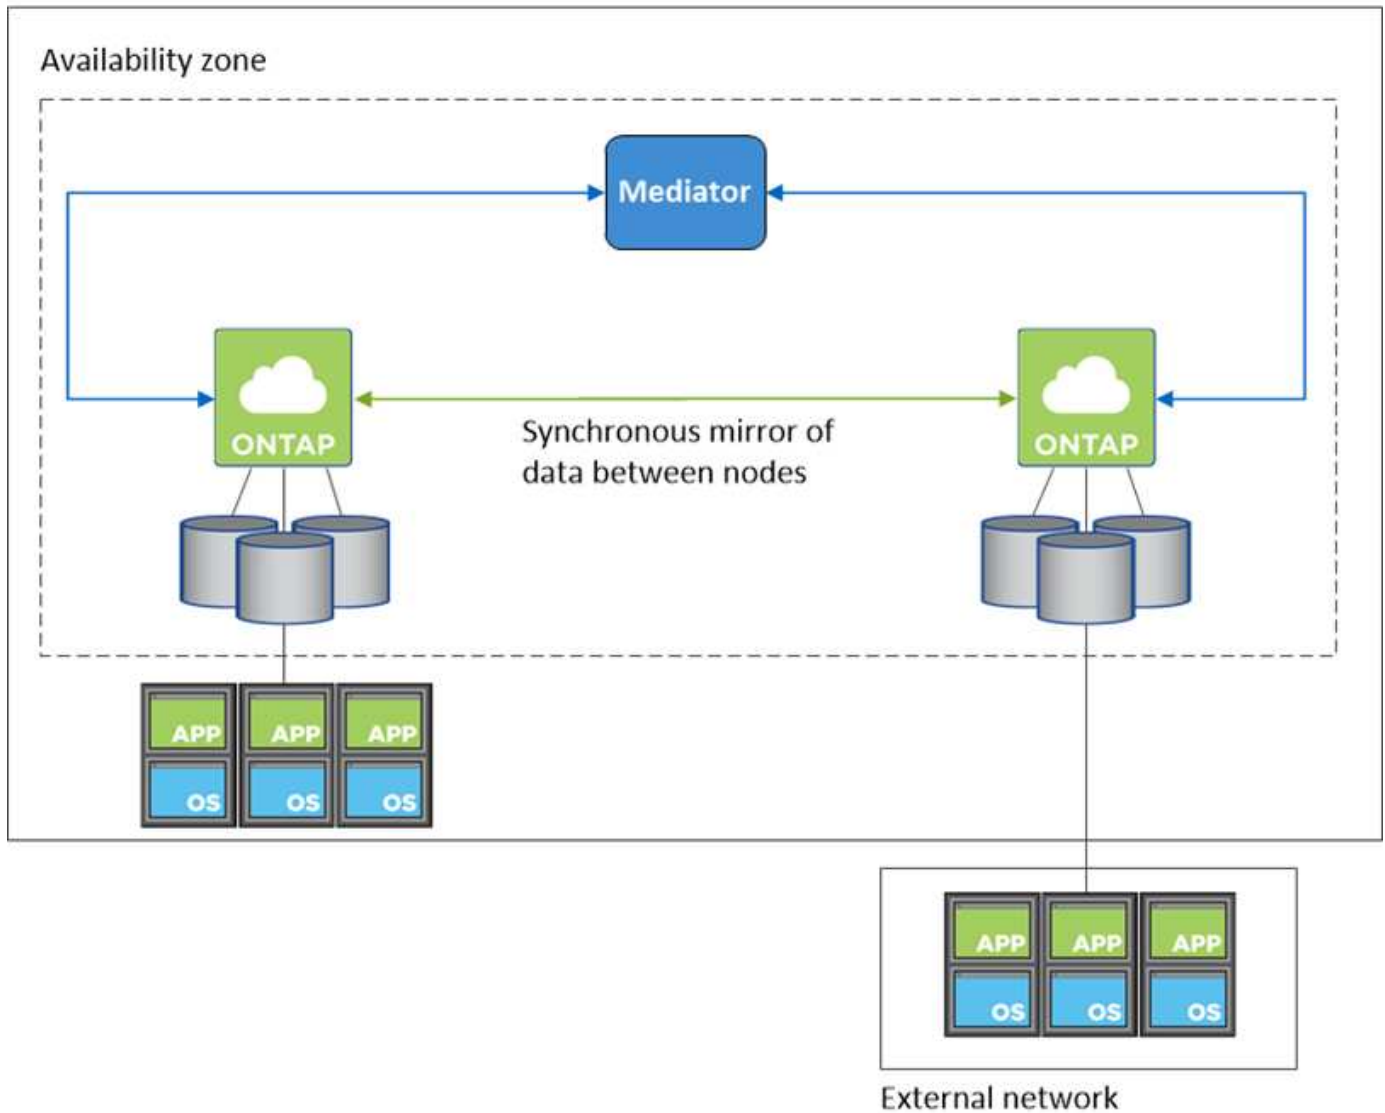 Availability zone
Mediator
ONTAP
ONTAP
Synchronous mirror of
data between nodes
APP APP APP
OS OS OS
APP APP APP
OS OS OS
External network